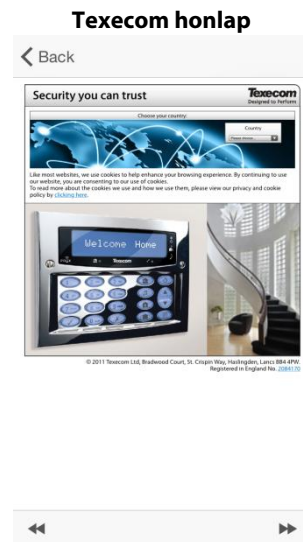 Texecom honlap
Back
Security you can trust
Texecom
Designed to Perform
Choose your country:
Country
Like most websites, we use cookies to help enhance your browsing experience. By continuing to use
our website, you are consenting to our use of cookies.
To read more about the cookies we use and how we use them, please view our privacy and cookie
policy by clicking here.
Welcome Home
Texecom
© 2011 Texecom Ltd, Bradwood Court, St. Crispin Way, Haslingden, Lancs BB4 4PW.
Registered in England No. 2084170